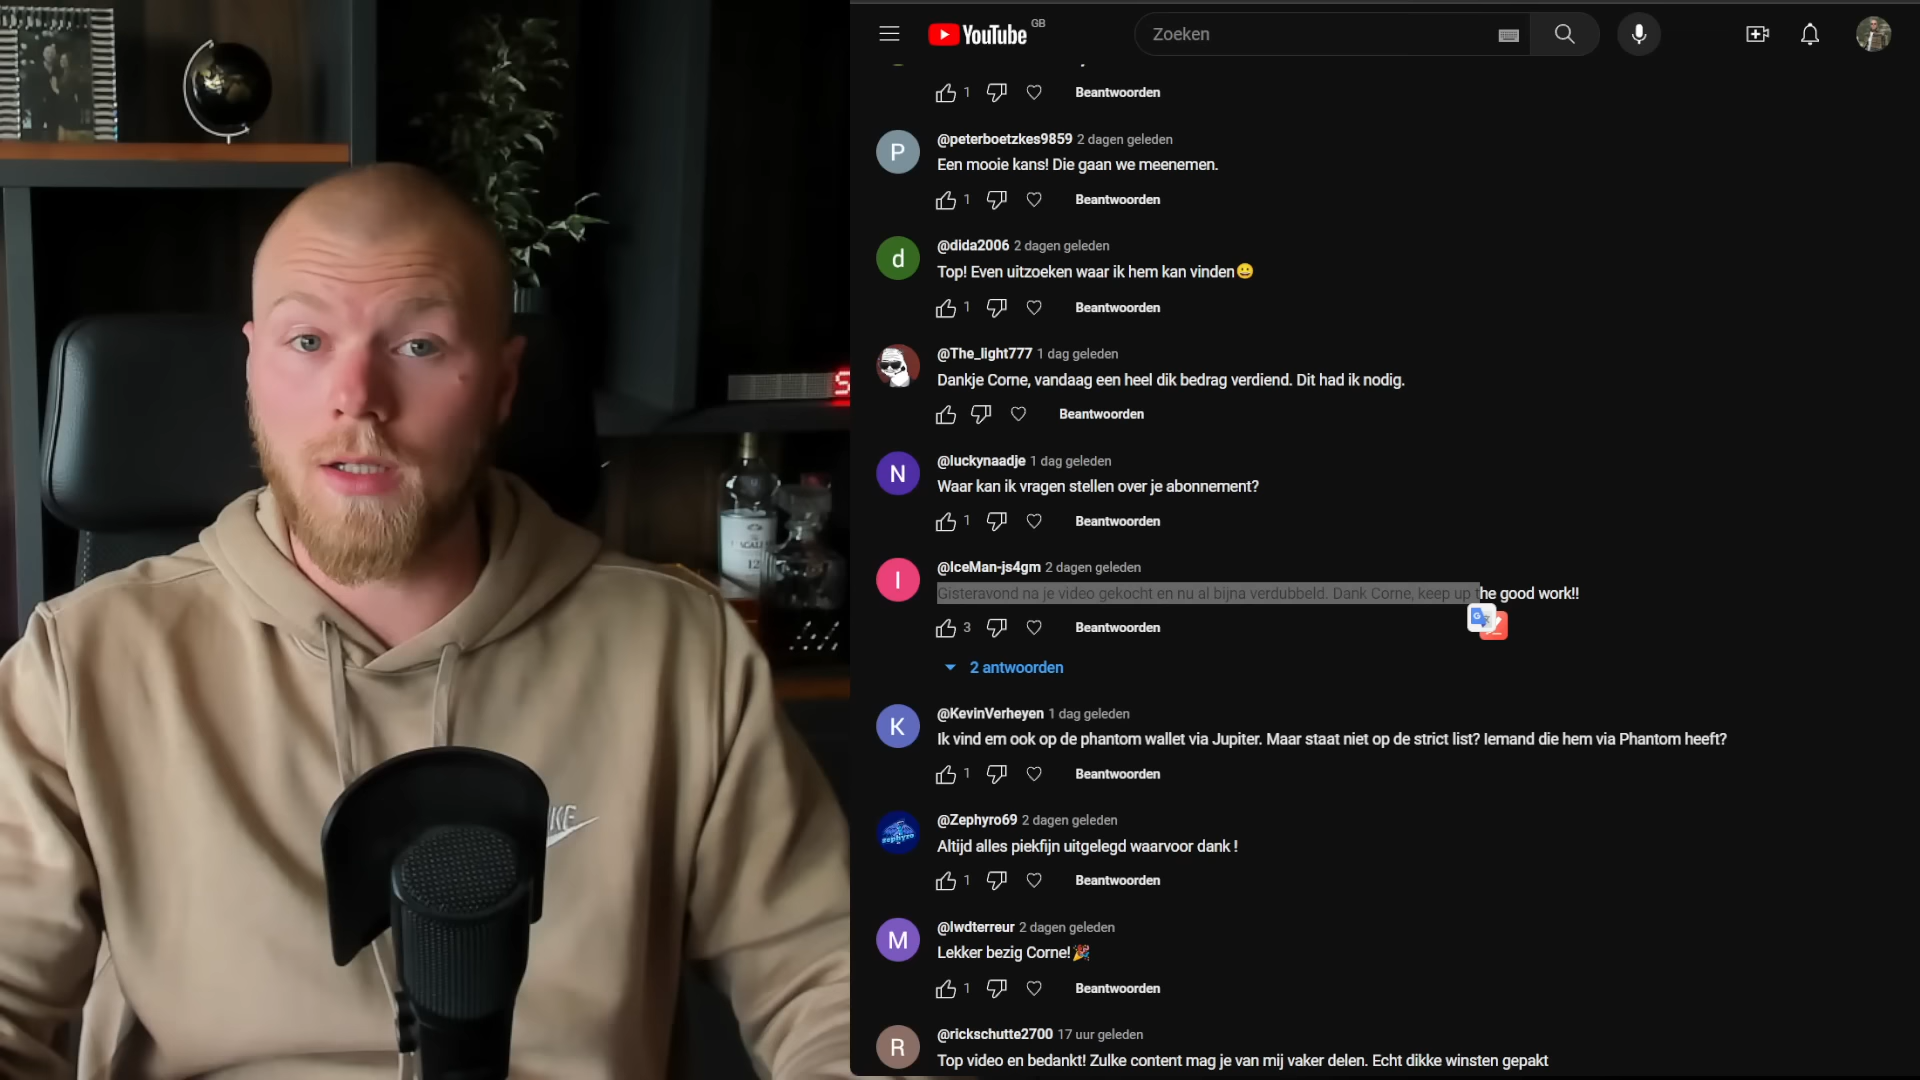 YouTube GB
Zoeken
1 Beantwoorden
@peterboetzkes9859 2 dagen geleden
P
Een mooie kans! Die gaan we meenemen.
1 Beantwoorden
@dida2006 2 dagen geleden
d
Top! Even uitzoeken waar ik hem kan vinden😀
1 Beantwoorden
@The_light777 1 dag geleden
Dankje Corne, vandaag een heel dik bedrag verdiend. Dit had ik nodig.
Beantwoorden
@luckynaadje 1 dag geleden
N
Waar kan ik vragen stellen over je abonnement?
1 Beantwoorden
@IceMan-js4gm 2 dagen geleden
I
Gisteravond na je video gekocht en nu al bijna verdubbeld. Dank Corne, keep up the good work!!
3 Beantwoorden
2 antwoorden
@KevinVerheyen 1 dag geleden
K
Ik vind em ook op de phantom wallet via Jupiter. Maar staat niet op de strict list? Iemand die hem via Phantom heeft?
1 Beantwoorden
@Zephyro69 2 dagen geleden
zephyro
Altijd alles piekfijn uitgelegd waarvoor dank !
1 Beantwoorden
@lwdterreur 2 dagen geleden
M
Lekker bezig Corne!🎉
1 Beantwoorden
@rickschutte2700 17 uur geleden
R
Top video en bedankt! Zulke content mag je van mij vaker delen. Echt dikke winsten gepakt
12